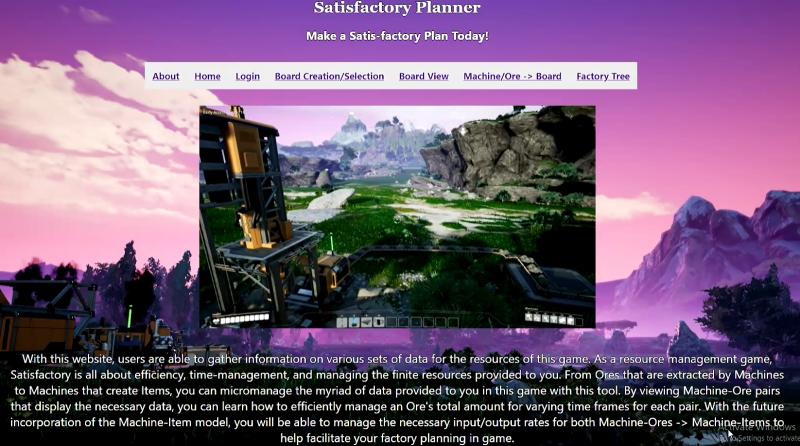 Satisfactory Planner
Make a Satis-factory Plan Today!
About Home Login Board Creation/Selection Board View Machine/Ore -> Board Factory Tree
With this website, users are able to gather information on various sets of data for the resources of this game. As a resource management game,
Satisfactory is all about efficiency, time-management, and managing the finite resources provided to you. From Ores that are extracted by Machines
to Machines that create Items, you can micromanage the myriad of data provided to you in this game with this tool. By viewing Machine-Ore pairs
that display the necessary data, you can learn how to efficiently manage an Ore's total amount for varying time frames for each pair. With the future
incorporation of the Machine-Item model, you will be able to manage the necessary input/output rates for both Machine-Ores -> Machine-Items to
help facilitate your factory planning in game.
Activate Windows
Go to Settings to activate